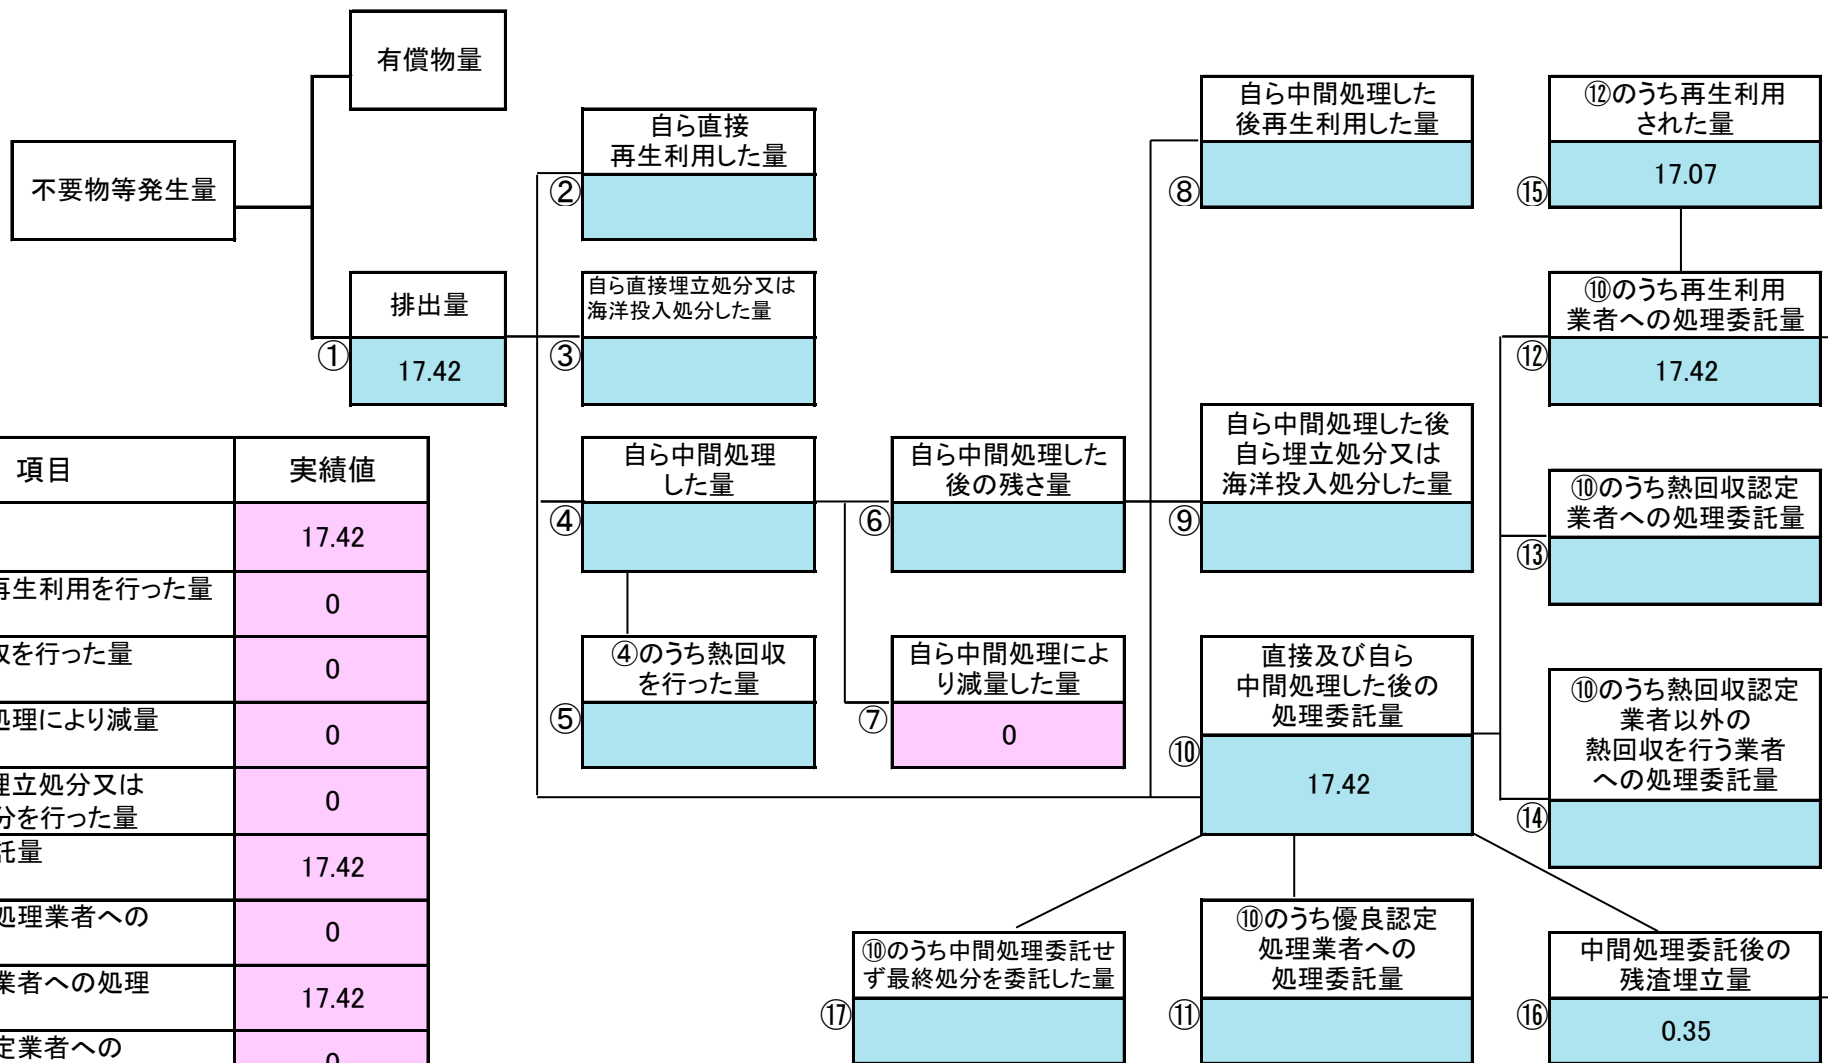 有償物量
不要物等発生量
排出量
①
17.42
自ら直接
再生利用した量
②
自ら直接埋立処分又は
海洋投入処分した量
③
自ら中間処理
した量
④
④のうち熱回収
を行った量
⑤
自ら中間処理した
後の残さ量
⑥
自ら中間処理によ
り減量した量
⑦
0
自ら中間処理した
後再生利用した量
⑧
自ら中間処理した後
自ら埋立処分又は
海洋投入処分した量
⑨
直接及び自ら
中間処理した後の
処理委託量
⑩
17.42
⑩のうち優良認定
処理業者への
処理委託量
⑪
⑩のうち中間処理委託せ
ず最終処分を委託した量
⑰
⑫のうち再生利用
された量
⑮
17.07
⑩のうち再生利用
業者への処理委託量
⑫
17.42
⑩のうち熱回収認定
業者への処理委託量
⑬
⑩のうち熱回収認定
業者以外の
熱回収を行う業者
への処理委託量
⑭
中間処理委託後の
残渣埋立量
⑯
0.35
項目 実績値
17.42
再生利用を行った量 0
を行った量 0
処理により減量 0
埋立処分又は
分を行った量 0
託量 17.42
処理業者への 0
業者への処理 17.42
定業者への 0